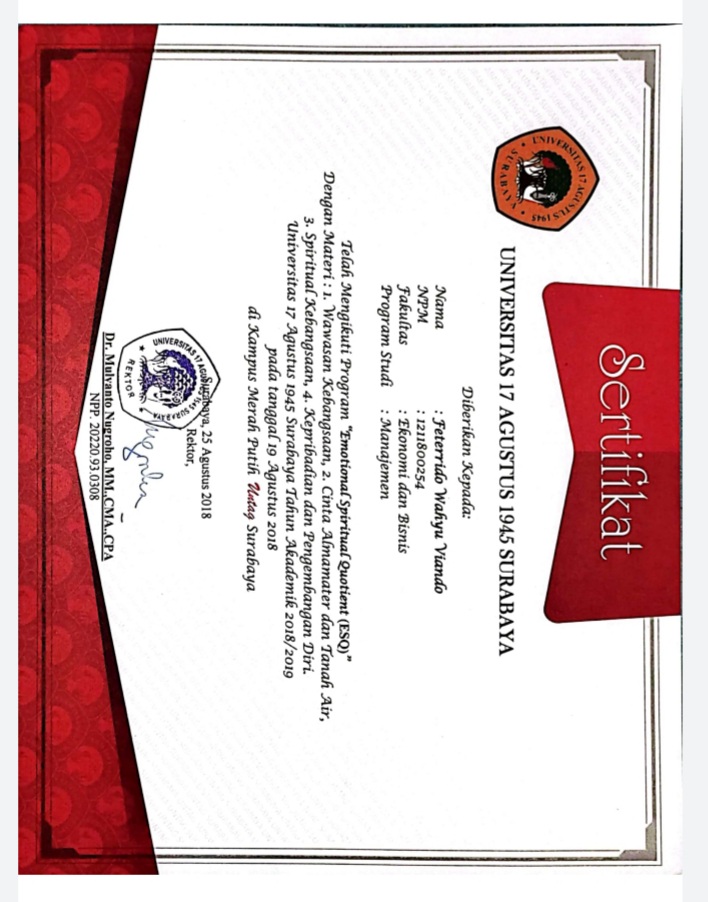 Sertifikat
UNIVERSITAS 17 AGUSTUS 1945
SURABAYA
UNIVERSITAS 17 AGUSTUS 1945 SURABAYA
Diberikan Kepada:
Nama : Feterrido Wahyu Viando
NPM : 1211800254
Fakultas : Ekonomi dan Bisnis
Program Studi : Manajemen
Telah Mengikuti Program "Emotional Spiritual Quotient (ESQ)"
Dengan Materi : 1. Wawasan Kebangsaan, 2. Cinta Almamater dan Tanah Air,
3. Spiritual Kebangsaan, 4. Kepribadian dan Pengembangan Diri.
Universitas 17 Agustus 1945 Surabaya Tahun Akademik 2018/2019
pada tanggal 19 Agustus 2018
di Kampus Merah Putih Untag Surabaya
Surabaya, 25 Agustus 2018
Rektor,
UNIVERSITAS 17 AGUSTUS 1945 SURABAYA
REKTOR
Dr. Mulyanto Nugroho, MM.,CMA.,CPA
NPP. 20220.93.0308